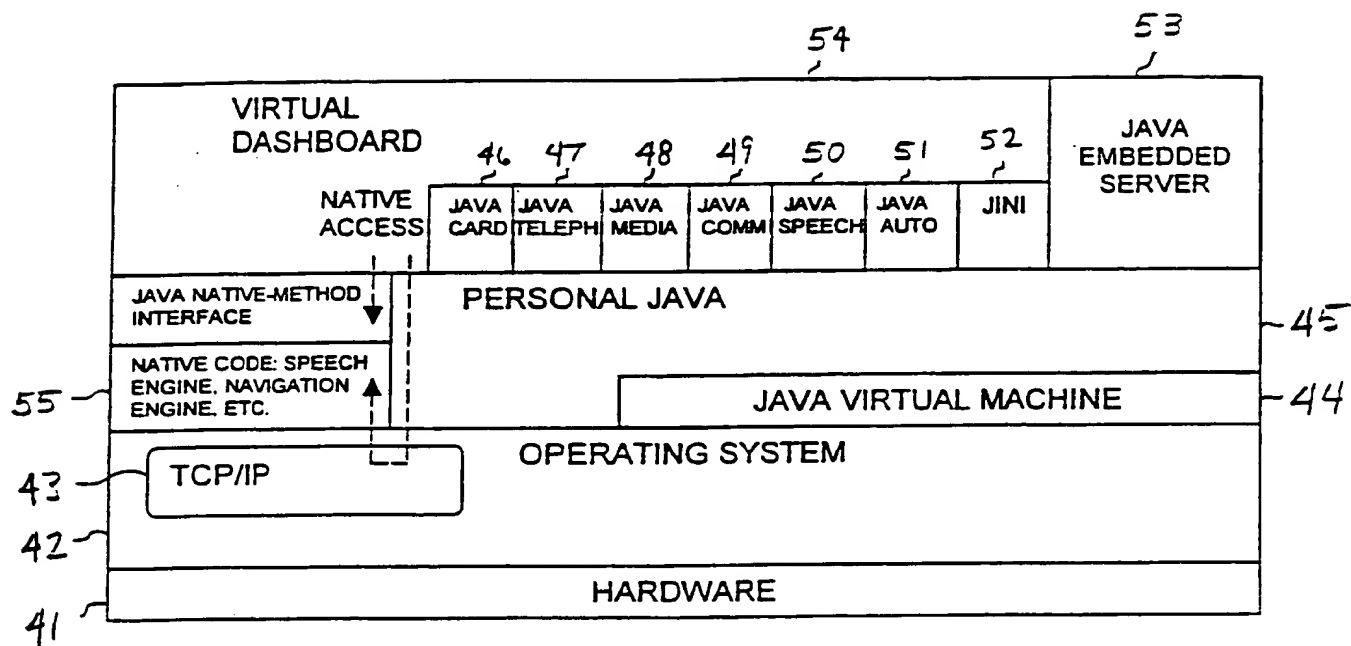 54
53
VIRTUAL
DASHBOARD
JAVA
EMBEDDED
SERVER
46
47
48
49
50
51
52
NATIVE
ACCESS
JAVA
CARD
JAVA
TELEPH
JAVA
MEDIA
JAVA
COMM
JAVA
SPEECH
JAVA
AUTO
JINI
JAVA NATIVE-METHOD
INTERFACE
PERSONAL JAVA
45
NATIVE CODE: SPEECH
ENGINE, NAVIGATION
ENGINE, ETC.
55
JAVA VIRTUAL MACHINE
44
OPERATING SYSTEM
TCP/IP
43
42
HARDWARE
41